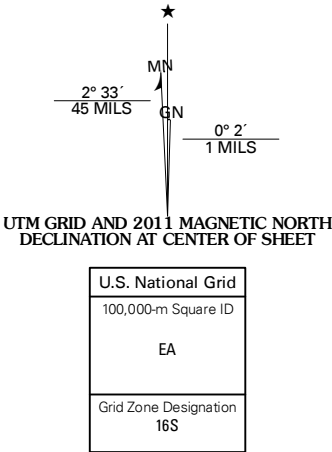 MN
2° 33´
45 MILS
GN
0° 2´
1 MILS
UTM GRID AND 2011 MAGNETIC NORTH
DECLINATION AT CENTER OF SHEET
U.S. National Grid
100,000-m Square ID
EA
Grid Zone Designation
16S